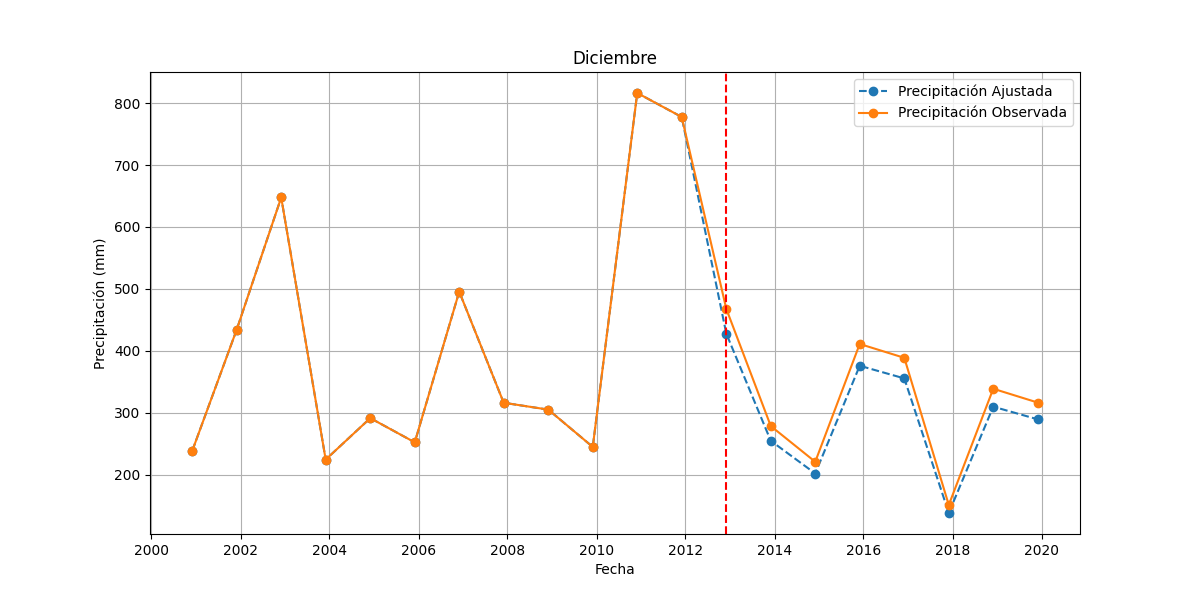 Diciembre
Precipitación Ajustada
Precipitación Observada
Precipitación (mm)
800
700
600
500
400
300
200
2000 2002 2004 2006 2008 2010 2012 2014 2016 2018 2020
Fecha